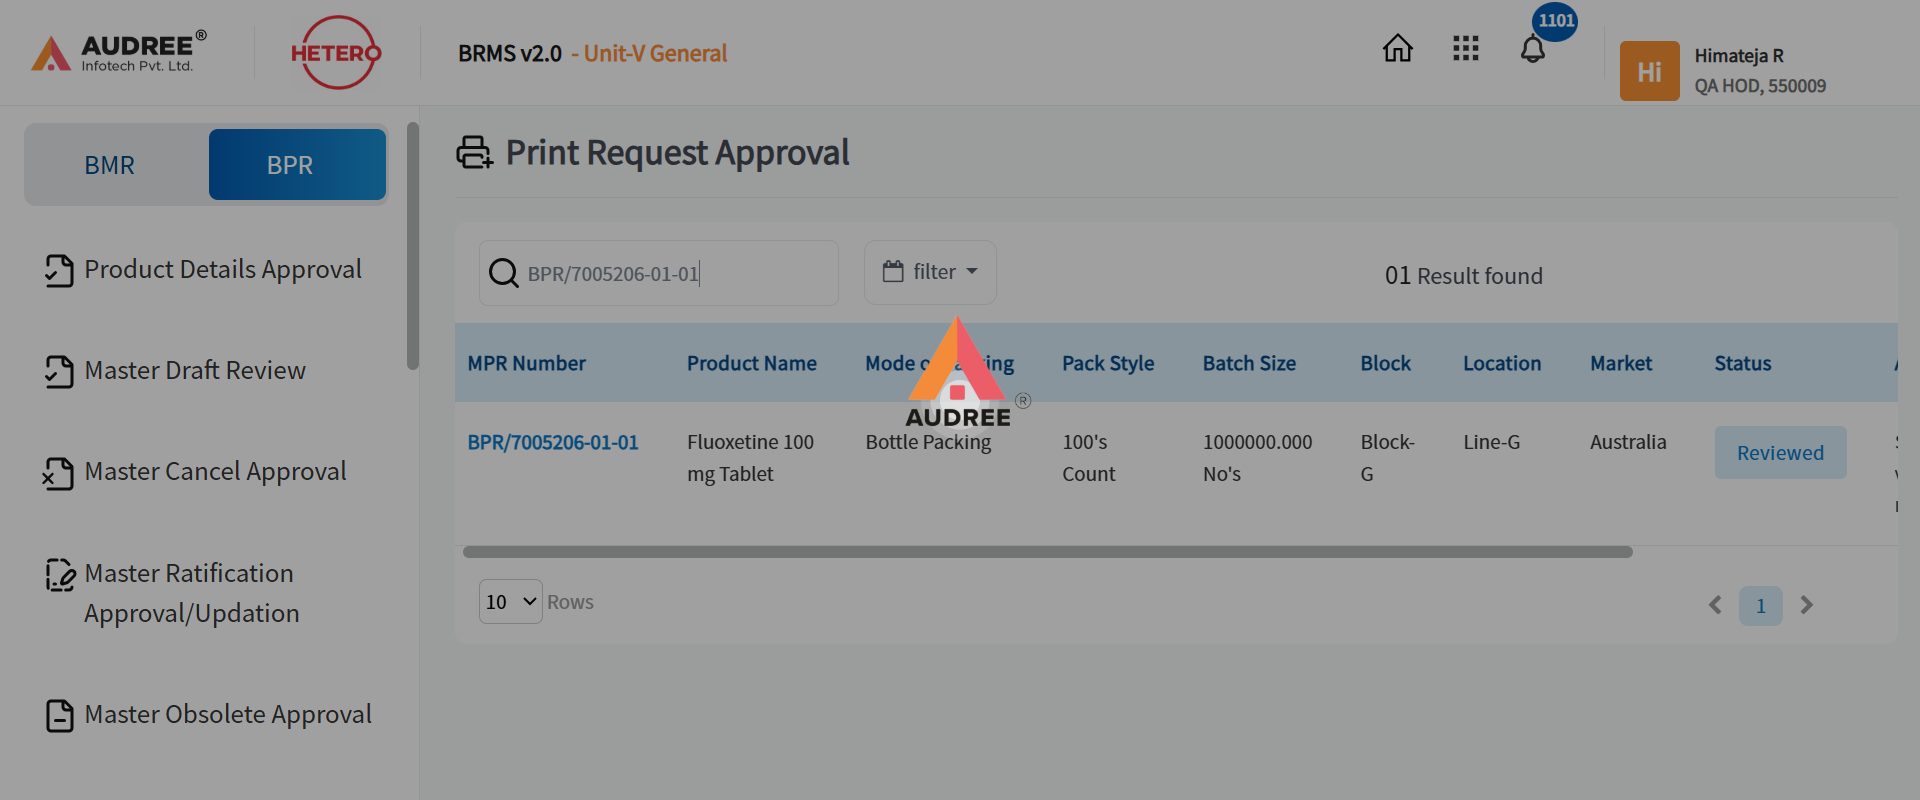 AUDREE®
Infotech Pvt. Ltd.
HETERO
BRMS v2.0 - Unit-V General
1101
Hi
Himateja R
QA HOD, 550009
BMR
BPR
Product Details Approval
Master Draft Review
Master Cancel Approval
Master Ratification
Approval/Updation
Master Obsolete Approval
Print Request Approval
BPR/7005206-01-01
filter
01 Result found
MPR Number Product Name Mode Pack Style Batch Size Block Location Market Status
AUDREE®
BPR/7005206-01-01 Fluoxetine 100 Bottle Packing 100's 1000000.000 Block- Line-G Australia Reviewed
mg Tablet Count No's G
10 Rows
1